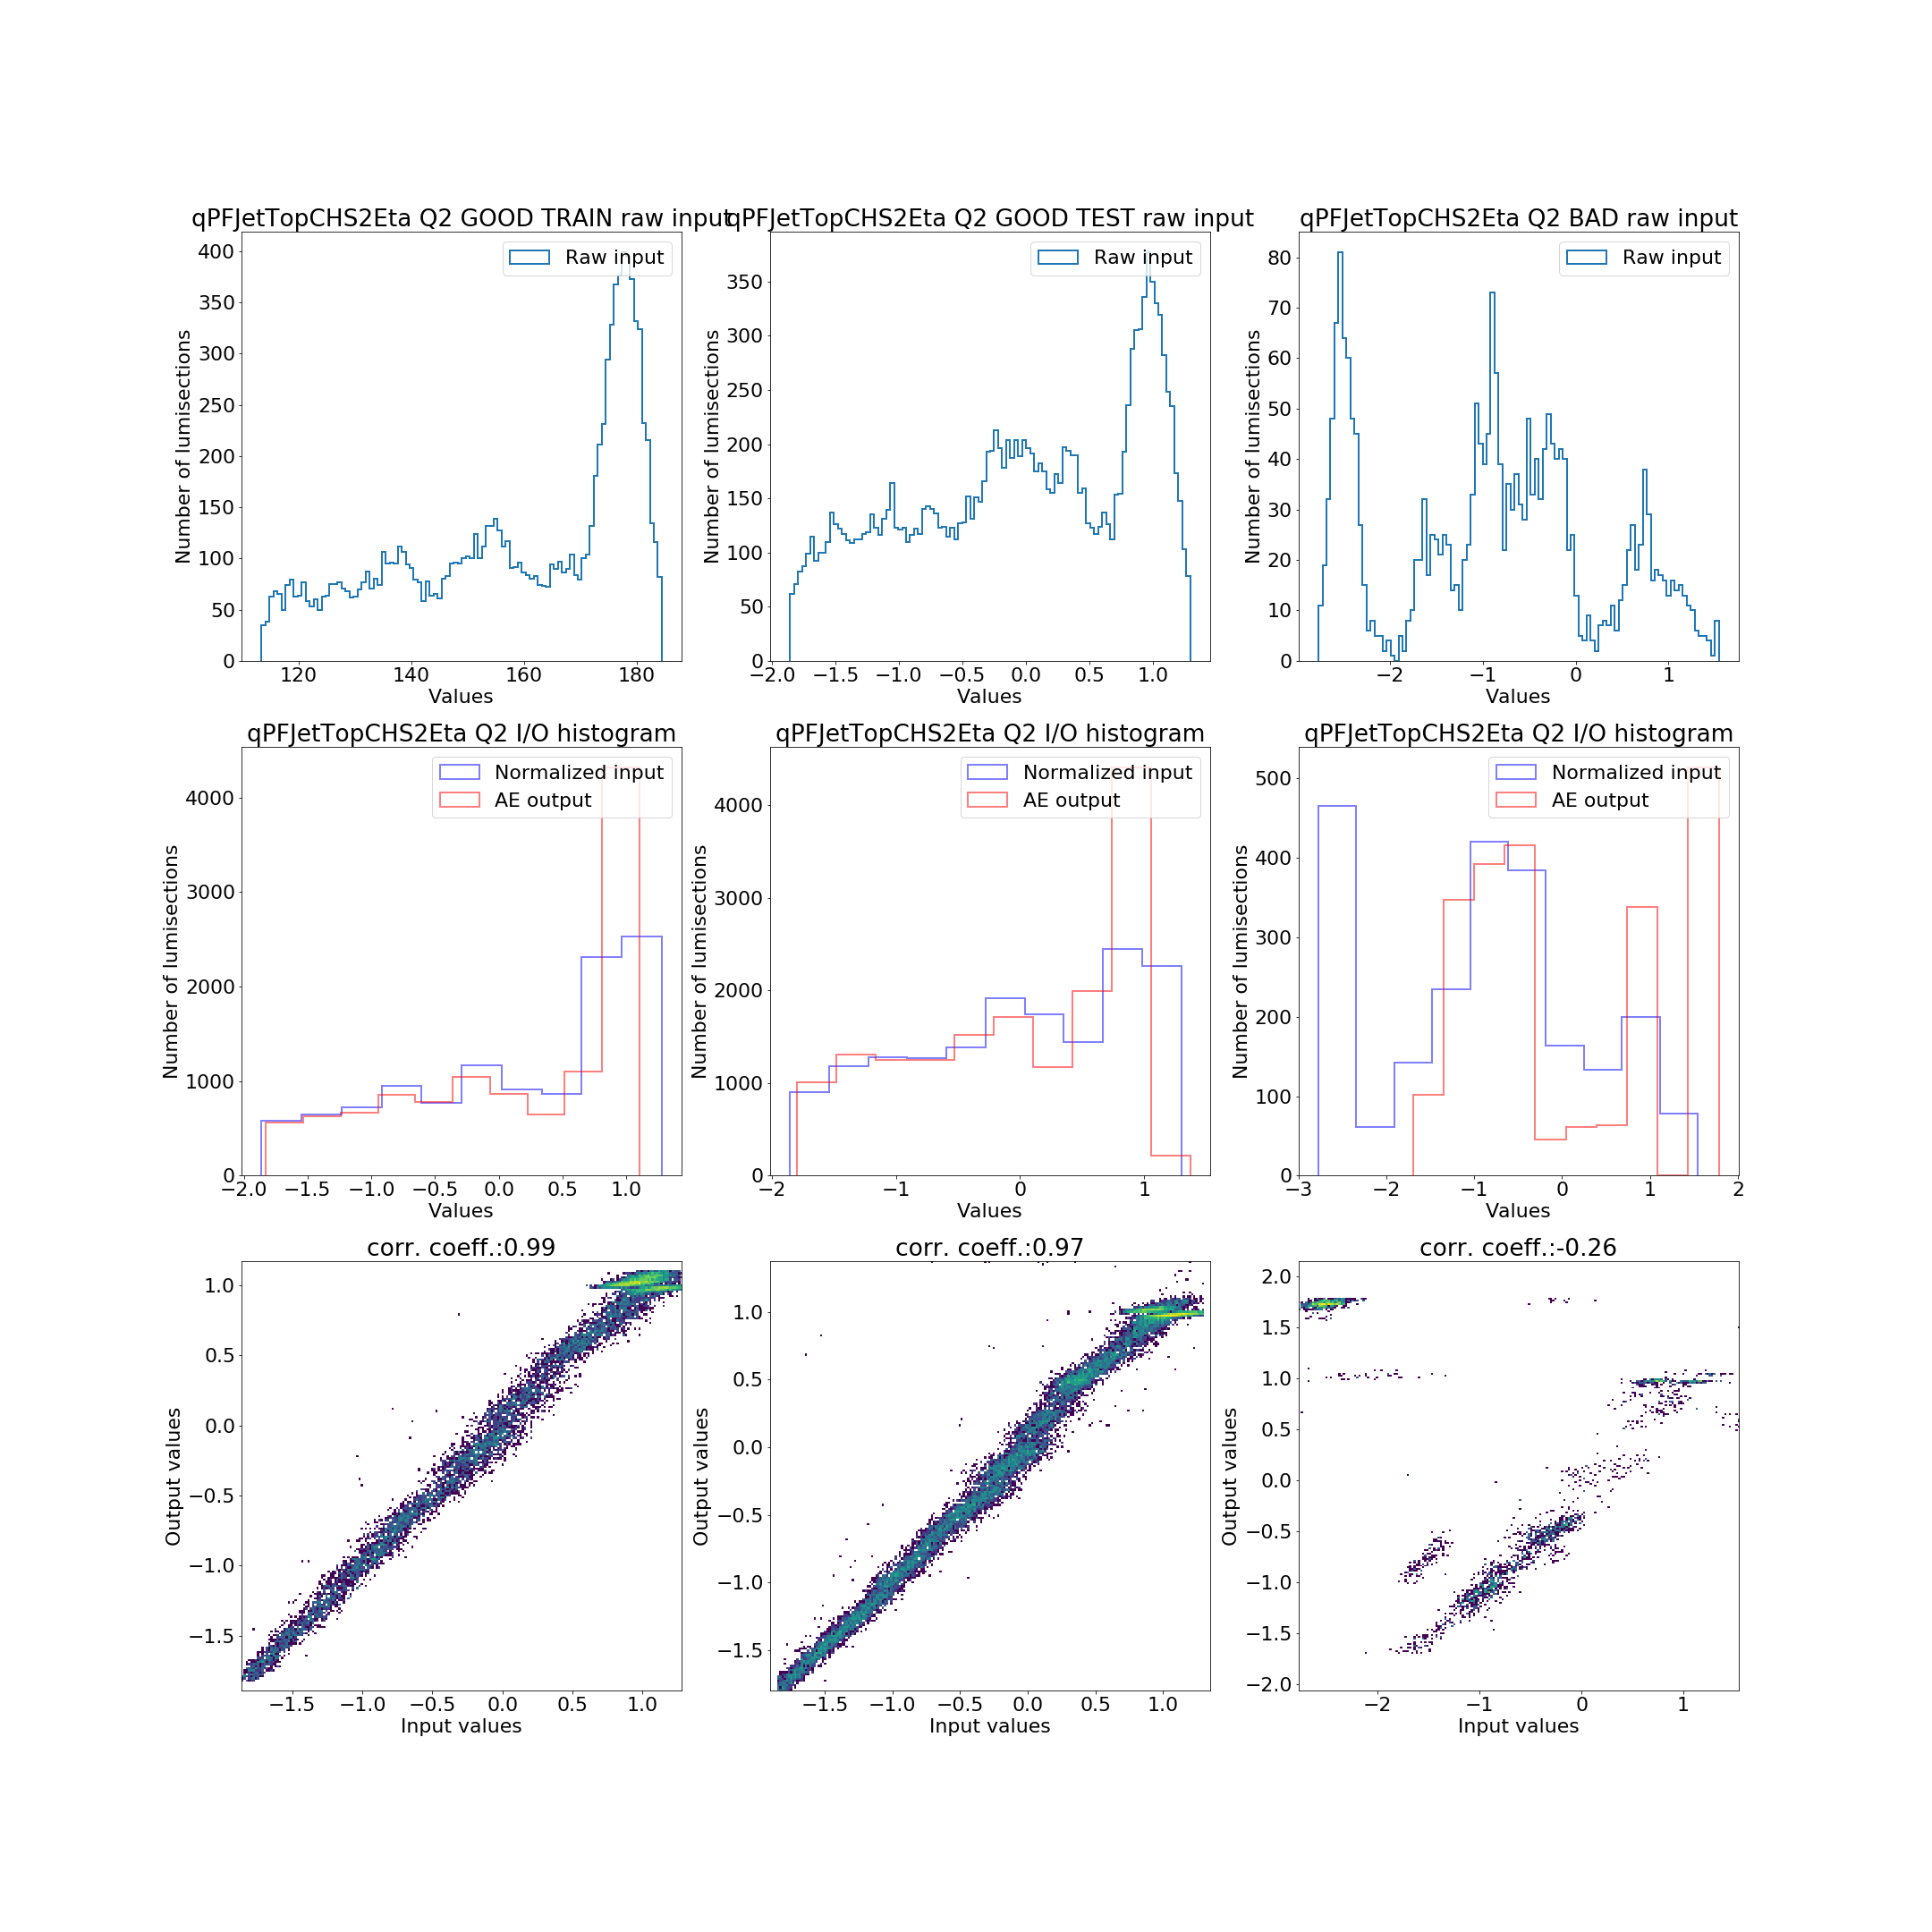 qPFJetTopCHS2Eta Q2 GOOD TRAIN raw input
Raw input
400
350
300
250
200
150
100
50
0
120 140 160 180
Number of lumisections
Values
qPFJetTopCHS2Eta Q2 GOOD TEST raw input
Raw input
350
300
250
200
150
100
50
0
−2.0 −1.5 −1.0 −0.5 0.0 0.5 1.0
Number of lumisections
Values
qPFJetTopCHS2Eta Q2 BAD raw input
Raw input
80
70
60
50
40
30
20
10
0
−2 −1 0 1
Number of lumisections
Values
qPFJetTopCHS2Eta Q2 I/O histogram
Normalized input
AE output
4000
3000
2000
1000
0
−2.0 −1.5 −1.0 −0.5 0.0 0.5 1.0
Number of lumisections
Values
qPFJetTopCHS2Eta Q2 I/O histogram
Normalized input
AE output
4000
3000
2000
1000
0
−2 −1 0 1
Number of lumisections
Values
qPFJetTopCHS2Eta Q2 I/O histogram
Normalized input
AE output
500
400
300
200
100
0
−3 −2 −1 0 1 2
Number of lumisections
Values
corr. coeff.:0.99
1.0
0.5
0.0
−0.5
−1.0
−1.5
−1.5 −1.0 −0.5 0.0 0.5 1.0
Output values
Input values
corr. coeff.:0.97
1.0
0.5
0.0
−0.5
−1.0
−1.5
−1.5 −1.0 −0.5 0.0 0.5 1.0
Output values
Input values
corr. coeff.:-0.26
2.0
1.5
1.0
0.5
0.0
−0.5
−1.0
−1.5
−2.0
−2 −1 0 1
Output values
Input values